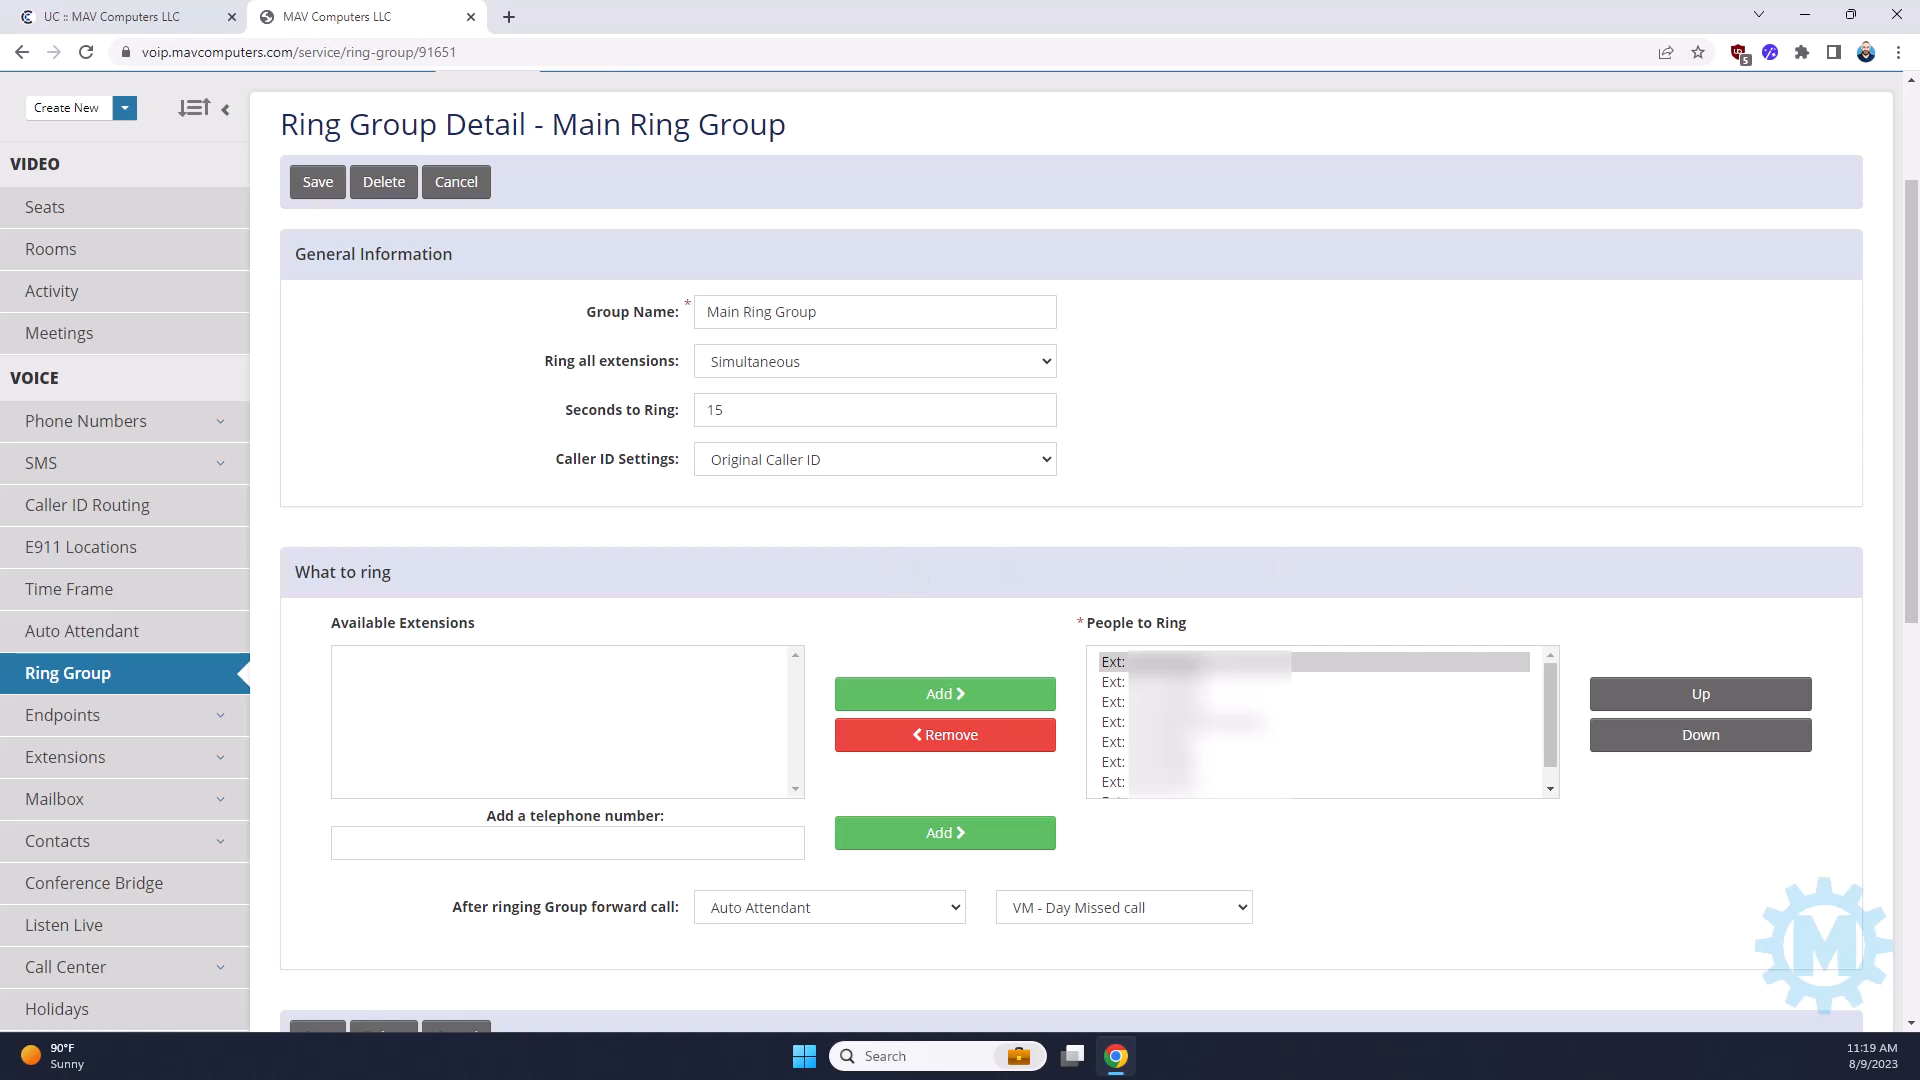 UC :: MAV Computers LLC
MAV Computers LLC
voip.mavcomputers.com/service/ring-group/91651
5
Create New
VIDEO
Seats
Rooms
Activity
Meetings
VOICE
Phone Numbers
SMS
Caller ID Routing
E911 Locations
Time Frame
Auto Attendant
Ring Group
Endpoints
Extensions
Mailbox
Contacts
Conference Bridge
Listen Live
Call Center
Holidays
Ring Group Detail - Main Ring Group
Save Delete Cancel
General Information
Group Name: * Main Ring Group
Ring all extensions: Simultaneous
Seconds to Ring: 15
Caller ID Settings: Original Caller ID
What to ring
Available Extensions
Add
Remove
* People to Ring
Ext:
Ext:
Ext:
Ext:
Ext:
Ext:
Ext:
Up
Down
Add a telephone number:
Add
After ringing Group forward call: Auto Attendant VM - Day Missed call
M
90°F
Sunny
Search
11:19 AM
8/9/2023